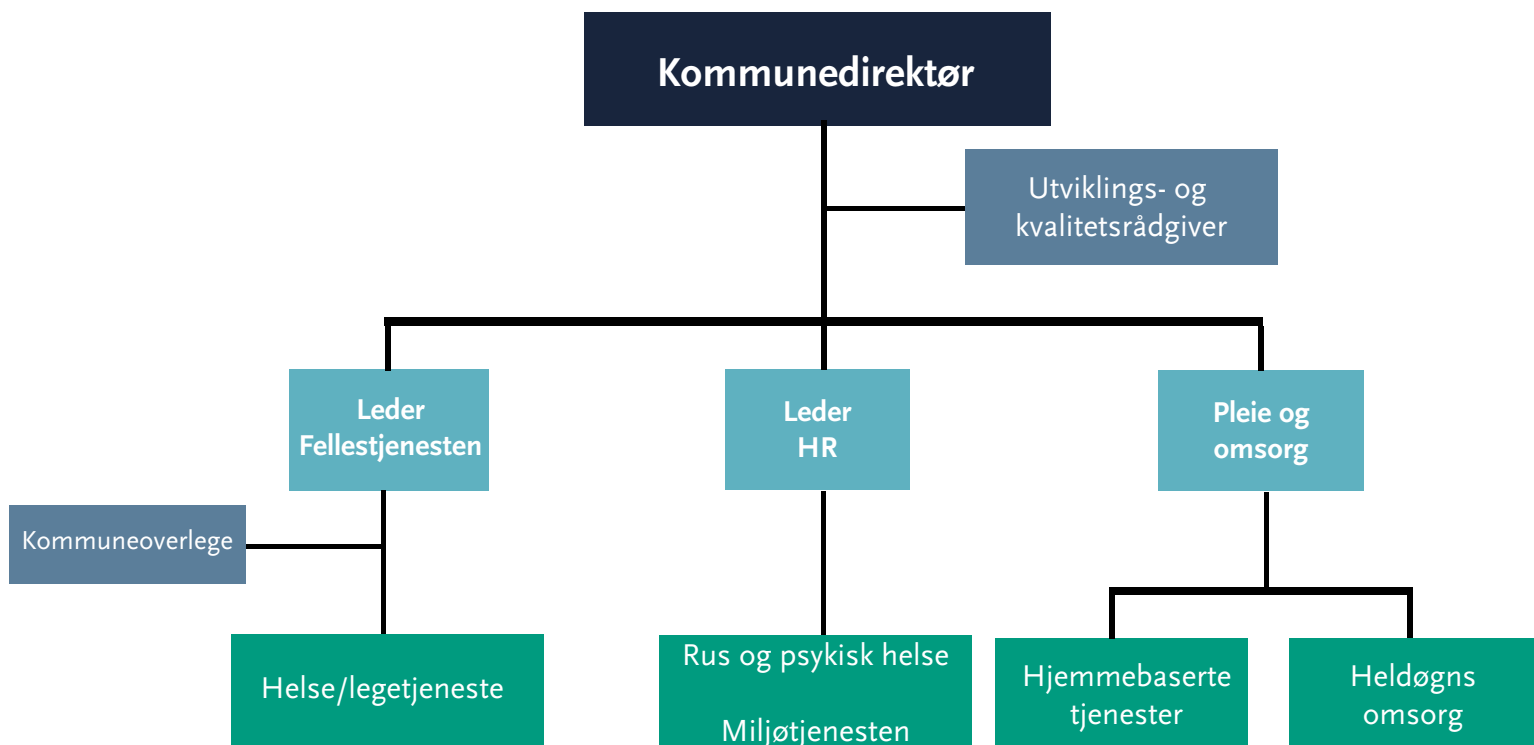 Kommunedirektør
Utviklings- og
kvalitetsrådgiver
Leder
Fellestjenesten
Leder
HR
Pleie og
omsorg
Kommuneoverlege
Helse/legetjeneste
Rus og psykisk helse
Miljøtjenesten
Hjemmebaserte
tjenester
Heldøgns
omsorg